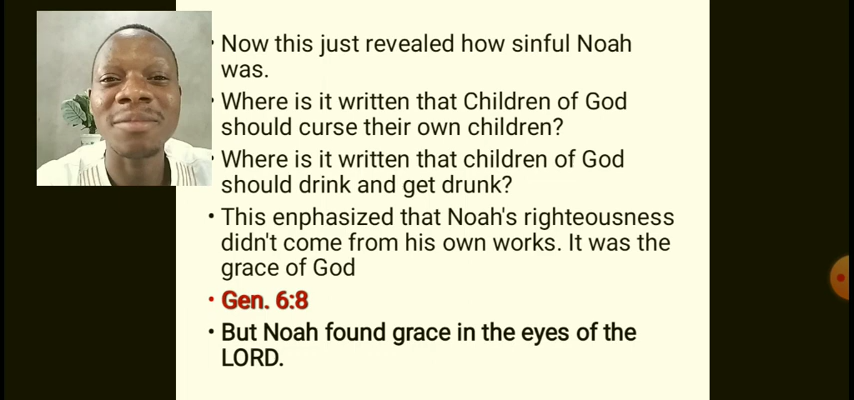 • Now this just revealed how sinful Noah
was.
• Where is it written that Children of God
should curse their own children?
• Where is it written that children of God
should drink and get drunk?
• This enphasized that Noah's righteousness
didn't come from his own works. It was the
grace of God
• Gen. 6:8
• But Noah found grace in the eyes of the
LORD.